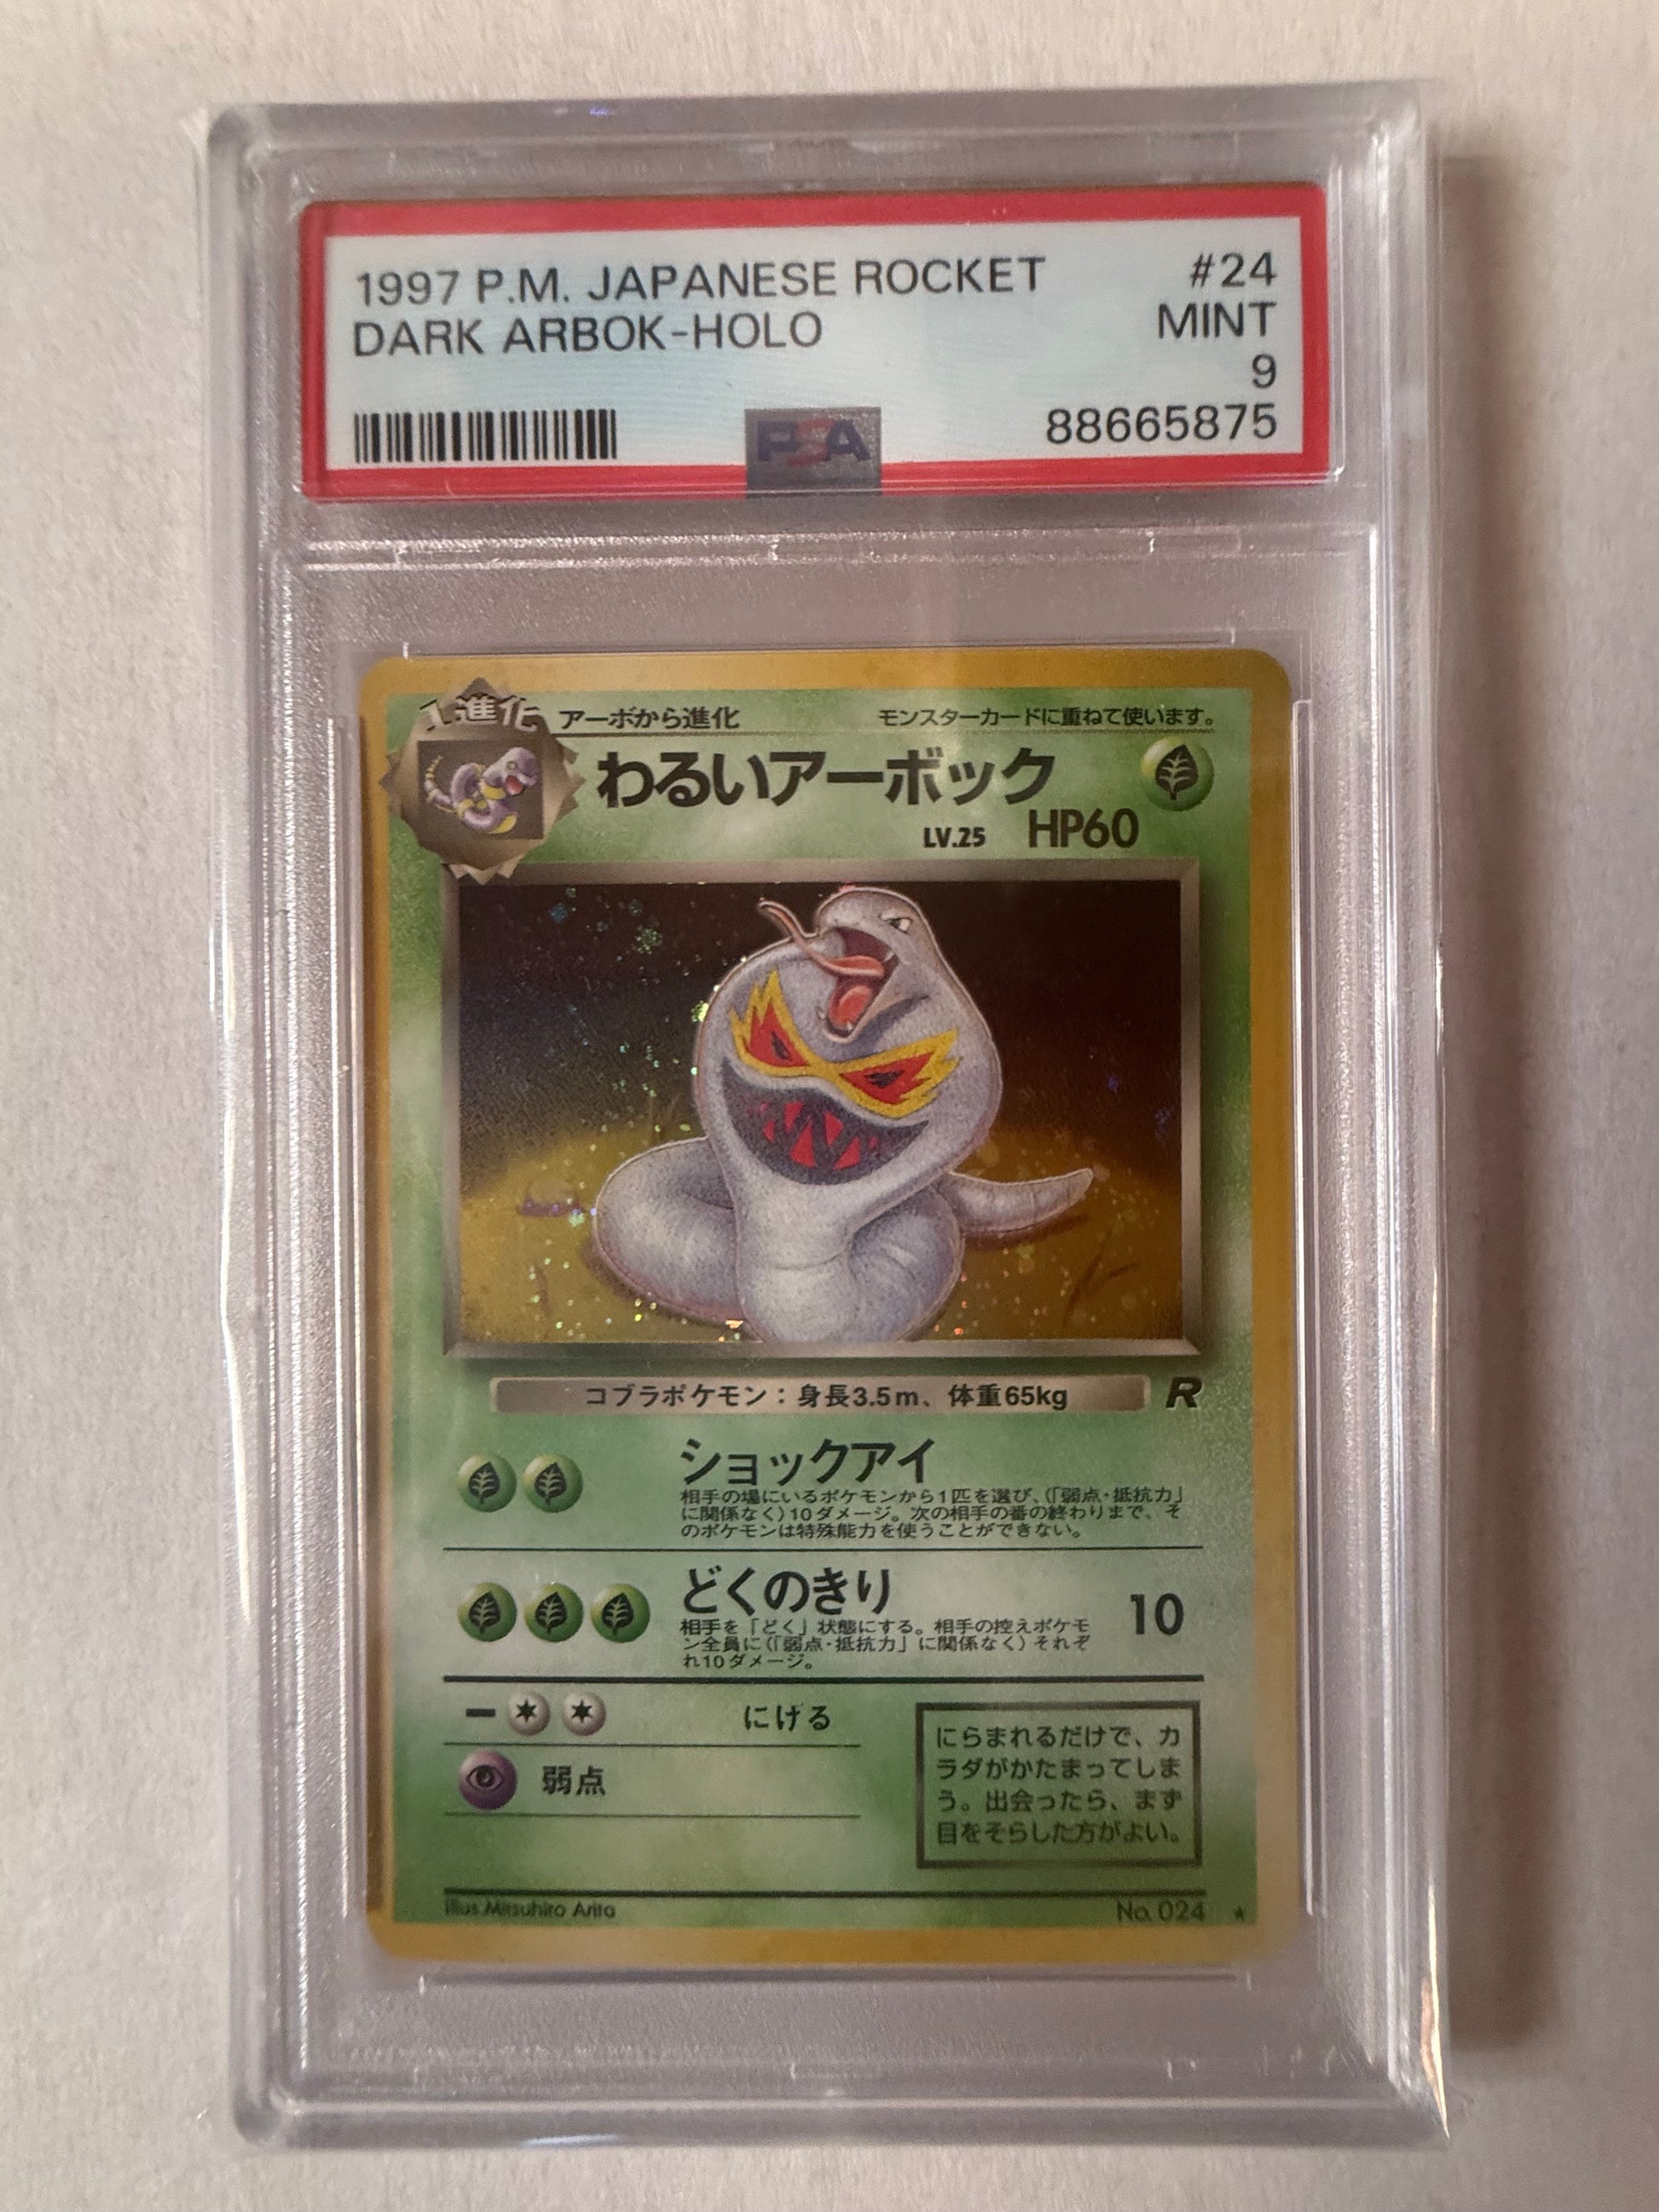 1997 P.M. JAPANESE ROCKET #24
DARK ARBOK-HOLO MINT
9
PSA 88665875
1進化 アーボから進化 モンスターカードに重ねて使います。
わるいアーボック
LV.25 HP60
コブラポケモン：身長3.5m、体重65kg R
ショックアイ
相手の場にいるポケモンから1匹を選び、（「弱点・抵抗力」
に関係なく）10ダメージ。次の相手の番の終わりまで、そ
のポケモンは特殊能力を使うことができない。
どくのきり 10
相手を「どく」状態にする。相手の控えポケモ
ン全員に（「弱点・抵抗力」に関係なく）それぞ
れ10ダメージ。
にげる
弱点
にらまれるだけで、カ
ラダがかたまってしま
う。出会ったら、まず
目をそらした方がよい。
Illus.Mitsuhiro Arita No.024 ★